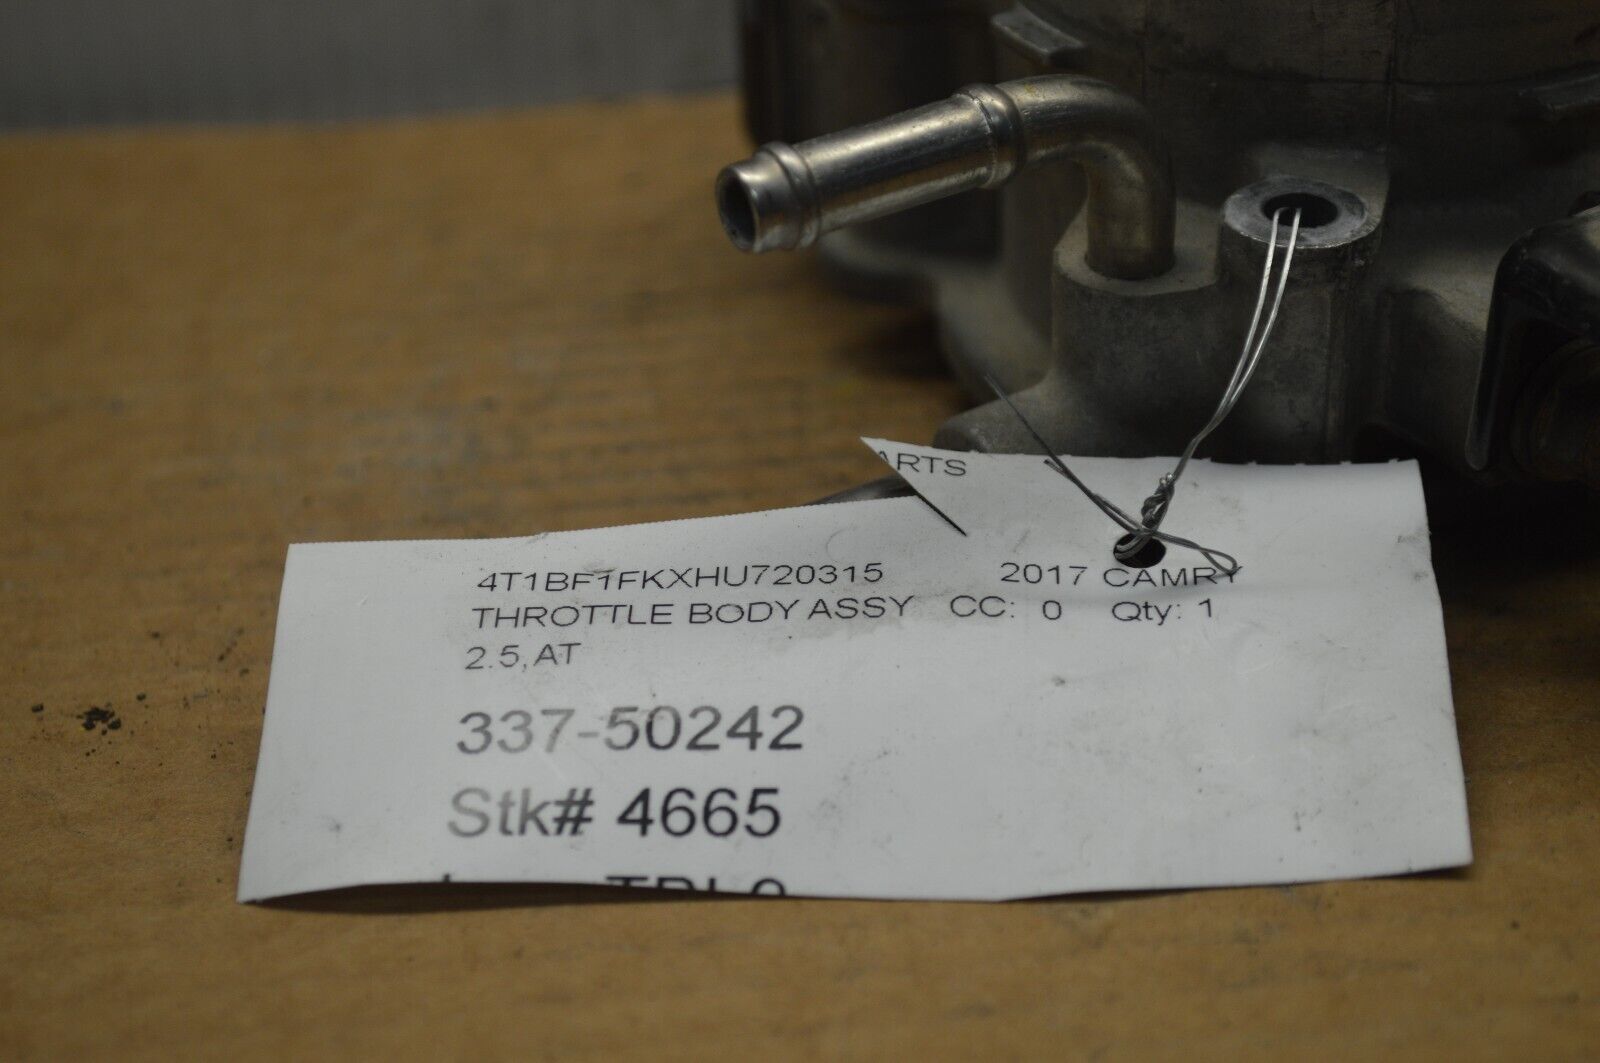 ARTS
4T1BF1FKXHU720315 2017 CAMRY
THROTTLE BODY ASSY CC: 0 Qty: 1
2.5,AT
337-50242
Stk# 4665